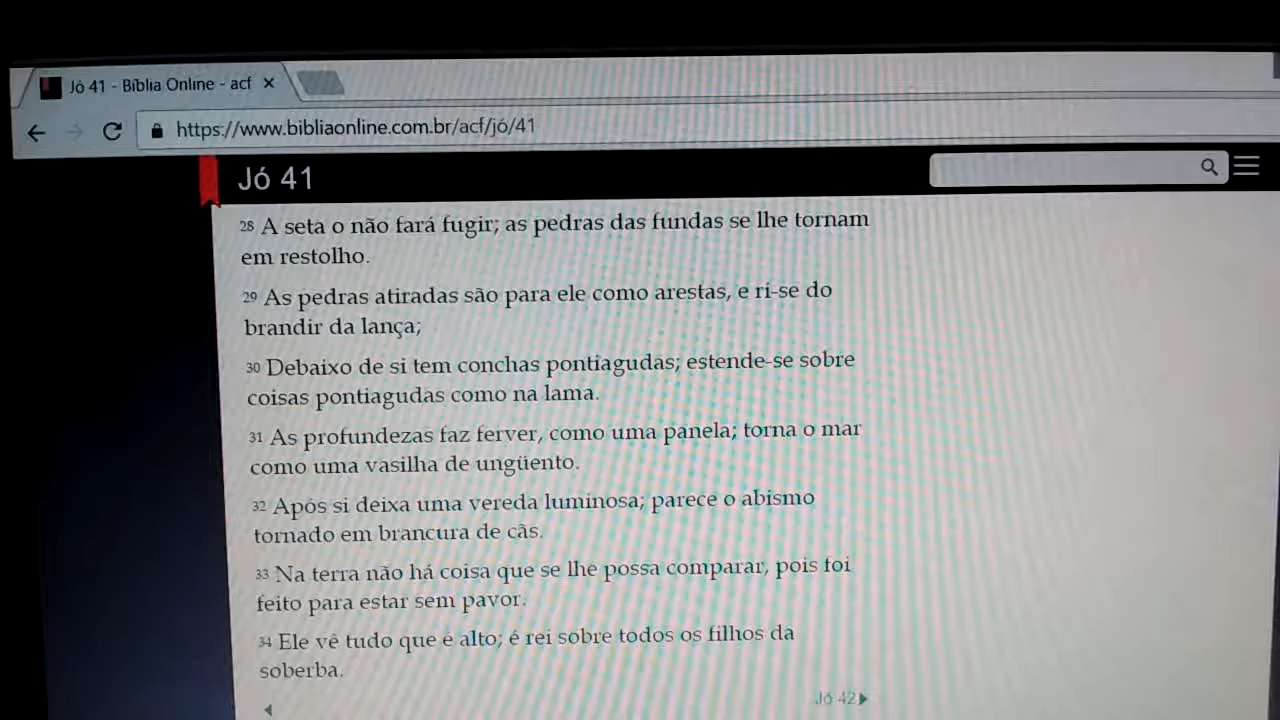 Jó 41 - Bíblia Online - acf
https://www.bibliaonline.com.br/acf/jó/41
Jó 41
28 A seta o não fará fugir; as pedras das fundas se lhe tornam
em restolho.
29 As pedras atiradas são para ele como arestas, e ri-se do
brandir da lança;
30 Debaixo de si tem conchas pontiagudas; estende-se sobre
coisas pontiagudas como na lama.
31 As profundezas faz ferver, como uma panela; torna o mar
como uma vasilha de ungüento.
32 Após si deixa uma vereda luminosa; parece o abismo
tornado em brancura de cãs.
33 Na terra não há coisa que se lhe possa comparar, pois foi
feito para estar sem pavor.
34 Ele vê tudo que é alto; é rei sobre todos os filhos da
soberba.
Jó 42